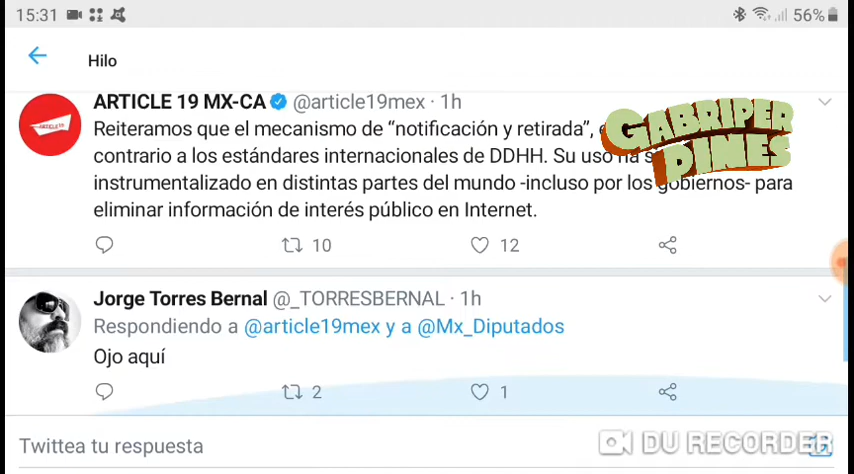 15:31
56%
Hilo
ARTICLE 19 MX-CA @article19mex · 1h
Reiteramos que el mecanismo de “notificación y retirada”,
contrario a los estándares internacionales de DDHH. Su uso ha
instrumentalizado en distintas partes del mundo -incluso por los gobiernos- para
eliminar información de interés público en Internet.
GABRIPER
PINES
10
12
Jorge Torres Bernal @_TORRESBERNAL · 1h
Respondiendo a @article19mex y a @Mx_Diputados
Ojo aquí
2
1
Twittea tu respuesta
DU RECORDER